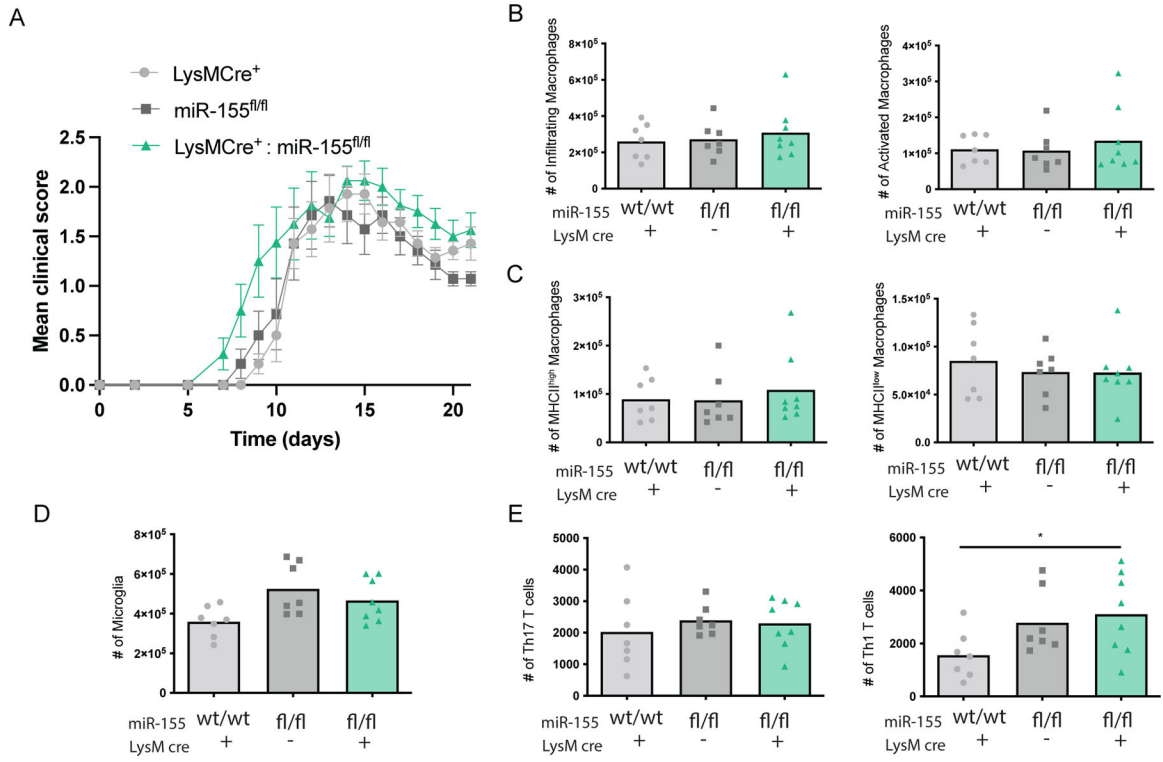 A
LysMCre⁺
miR-155ᶠˡ/ᶠˡ
LysMCre⁺ : miR-155ᶠˡ/ᶠˡ
Mean clinical score
2.5
2.0
1.5
1.0
0.5
0.0
0 5 10 15 20
Time (days)
B
# of Infiltrating Macrophages
8×10⁵
6×10⁵
4×10⁵
2×10⁵
0
miR-155 wt/wt fl/fl fl/fl
LysM cre + - +
# of Activated Macrophages
4×10⁵
3×10⁵
2×10⁵
1×10⁵
0
miR-155 wt/wt fl/fl fl/fl
LysM cre + - +
C
# of MHCIIʰⁱᵍʰ Macrophages
3×10⁵
2×10⁵
1×10⁵
0
miR-155 wt/wt fl/fl fl/fl
LysM cre + - +
# of MHCIIˡᵒʷ Macrophages
1.5×10⁵
1.0×10⁵
5.0×10⁴
0.0
miR-155 wt/wt fl/fl fl/fl
LysM cre + - +
D
# of Microglia
8×10⁵
6×10⁵
4×10⁵
2×10⁵
0
miR-155 wt/wt fl/fl fl/fl
LysM cre + - +
E
# of Th17 T cells
5000
4000
3000
2000
1000
0
miR-155 wt/wt fl/fl fl/fl
LysM cre + - +
# of Th1 T cells
6000
4000
2000
0
*
miR-155 wt/wt fl/fl fl/fl
LysM cre + - +